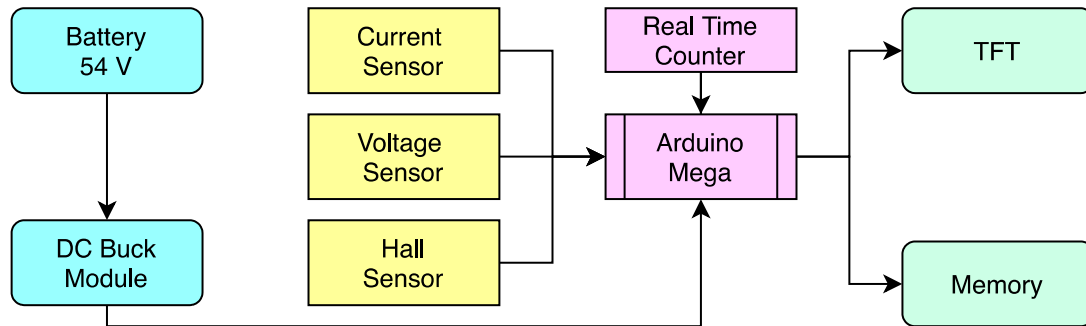 Battery
54 V
Current
Sensor
Real Time
Counter
TFT
Voltage
Sensor
Arduino
Mega
DC Buck
Module
Hall
Sensor
Memory